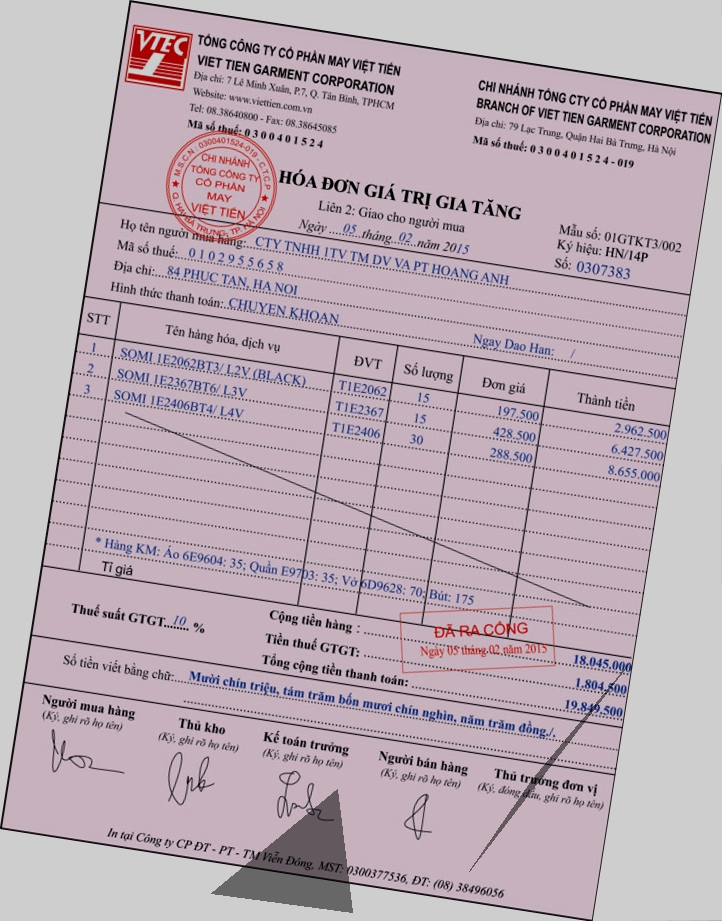 VTEC
TỔNG CÔNG TY CỔ PHẦN MAY VIỆT TIẾN
VIET TIEN GARMENT CORPORATION
Địa chỉ: 7 Lê Minh Xuân, P.7, Q. Tân Bình, TPHCM
Website: www.viettien.com.vn
Tel: 08.38640800 - Fax: 08.38645085
Mã số thuế: 0 3 0 0 4 0 1 5 2 4
CHI NHÁNH TỔNG CTY CỔ PHẦN MAY VIỆT TIẾN
BRANCH OF VIET TIEN GARMENT CORPORATION
Địa chỉ: 79 Lạc Trung, Quận Hai Bà Trưng, Hà Nội
Mã số thuế: 0 3 0 0 4 0 1 5 2 4 - 019
M.S.C.N: 0300401524-019-C.T.C.P
CHI NHÁNH
TỔNG CÔNG TY
CỔ PHẦN
MAY
VIỆT TIẾN
Q. HAI BÀ TRƯNG, TP. HÀ NỘI
HÓA ĐƠN GIÁ TRỊ GIA TĂNG
Liên 2: Giao cho người mua
Ngày 05 tháng 02 năm 2015
Mẫu số: 01GTKT3/002
Ký hiệu: HN/14P
Số: 0307383
Họ tên người mua hàng: CTY TNHH 1TV TM DV VA PT HOANG ANH
Mã số thuế: 0 1 0 2 9 5 5 6 5 8
Địa chỉ: 84 PHUC TAN, HA NOI
Hình thức thanh toán: CHUYEN KHOAN
Ngay Dao Han: /
STT Tên hàng hóa, dịch vụ ĐVT Số lượng Đơn giá Thành tiền
1 SOMI 1E2062BT3/ L2V (BLACK) T1E2062 15 197.500 2.962.500
2 SOMI 1E2367BT6/ L3V T1E2367 15 428.500 6.427.500
3 SOMI 1E2406BT4/ L4V T1E2406 30 288.500 8.655.000
* Hàng KM: Áo 6E9604: 35; Quần E9703: 35; Vớ 6D9628: 70; Bút: 175
Tỉ giá
Cộng tiền hàng : 18.045.000
Thuế suất GTGT 10 % Tiền thuế GTGT: 1.804.500
Tổng cộng tiền thanh toán: 19.849.500
ĐÃ RA CỔNG
Ngày 05 tháng 02 năm 2015
Số tiền viết bằng chữ: Mười chín triệu, tám trăm bốn mươi chín nghìn, năm trăm đồng./.
Người mua hàng Thủ kho Kế toán trưởng Người bán hàng Thủ trưởng đơn vị
(Ký, ghi rõ họ tên) (Ký, ghi rõ họ tên) (Ký, ghi rõ họ tên) (Ký, ghi rõ họ tên) (Ký, đóng dấu, ghi rõ họ tên)
In tại Công ty CP ĐT - PT - TM Viễn Đông, MST: 0300377536, ĐT: (08) 38496056